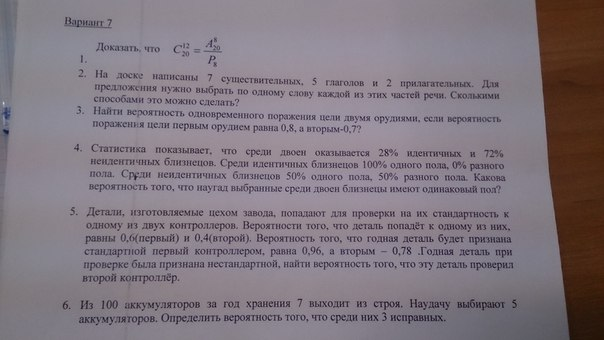 Вариант 7
1. Доказать, что C₂₀¹² = A₂₀⁸ / P₈
2. На доске написаны 7 существительных, 5 глаголов и 2 прилагательных. Для
предложения нужно выбрать по одному слову каждой из этих частей речи. Сколькими
способами это можно сделать?
3. Найти вероятность одновременного поражения цели двумя орудиями, если вероятность
поражения цели первым орудием равна 0,8, а вторым-0,7?
4. Статистика показывает, что среди двоен оказывается 28% идентичных и 72%
неидентичных близнецов. Среди идентичных близнецов 100% одного пола, 0% разного
пола. Среди неидентичных близнецов 50% одного пола, 50% разного пола. Какова
вероятность того, что наугад выбранные среди двоен близнецы имеют одинаковый пол?
5. Детали, изготовляемые цехом завода, попадают для проверки на их стандартность к
одному из двух контроллеров. Вероятности того, что деталь попадёт к одному из них,
равны 0,6(первый) и 0,4(второй). Вероятность того, что годная деталь будет признана
стандартной первый контроллером, равна 0,96, а вторым – 0,78 .Годная деталь при
проверке была признана нестандартной, найти вероятность того, что эту деталь проверил
второй контроллёр.
6. Из 100 аккумуляторов за год хранения 7 выходит из строя. Наудачу выбирают 5
аккумуляторов. Определить вероятность того, что среди них 3 исправных.